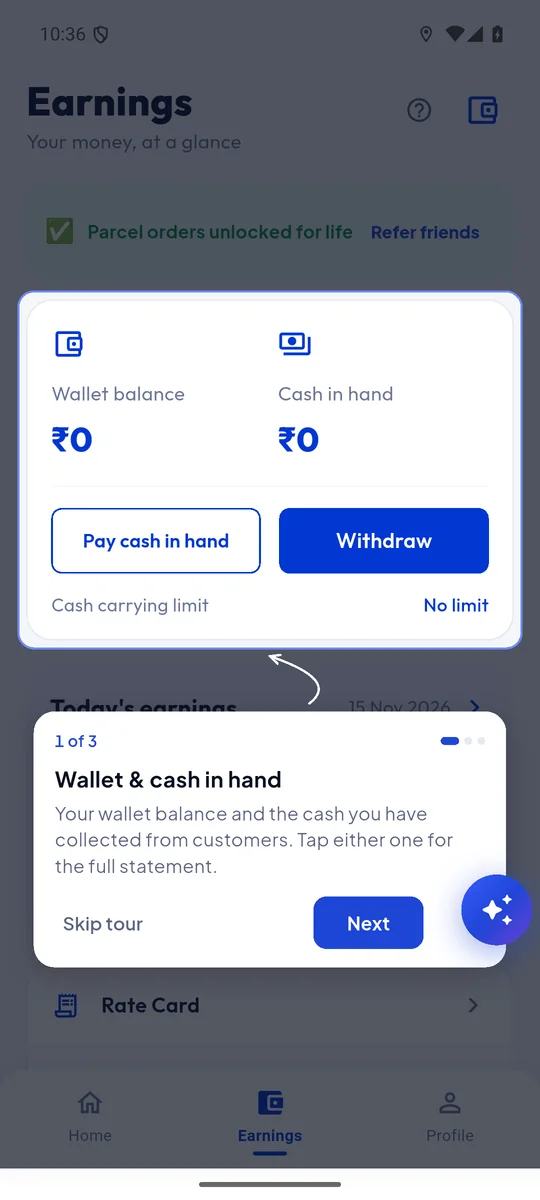 10:36
Earnings
Your money, at a glance
Parcel orders unlocked for life Refer friends
Wallet balance Cash in hand
₹0 ₹0
Pay cash in hand Withdraw
Cash carrying limit No limit
Today's earnings 15 Nov 2026
1 of 3
Wallet & cash in hand
Your wallet balance and the cash you have
collected from customers. Tap either one for
the full statement.
Skip tour Next
Rate Card
Home Earnings Profile